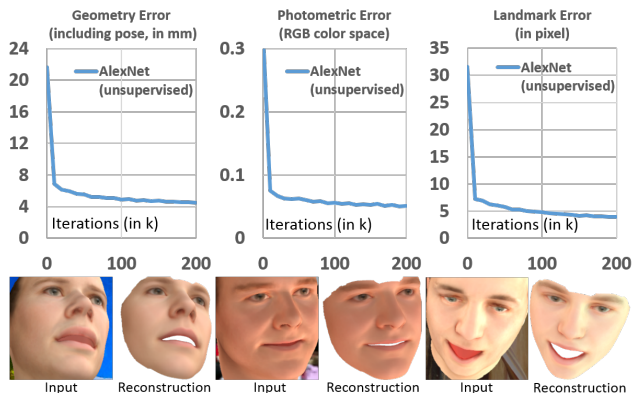 Geometry Error
(including pose, in mm)
24
20
16
12
8
4
0
AlexNet
(unsupervised)
Iterations (in k)
0
100
200
Photometric Error
(RGB color space)
0.3
0.2
0.1
0
AlexNet
(unsupervised)
Iterations (in k)
0
100
200
Landmark Error
(in pixel)
35
30
25
20
15
10
5
0
AlexNet
(unsupervised)
Iterations (in k)
0
100
200
Input
Reconstruction
Input
Reconstruction
Input
Reconstruction